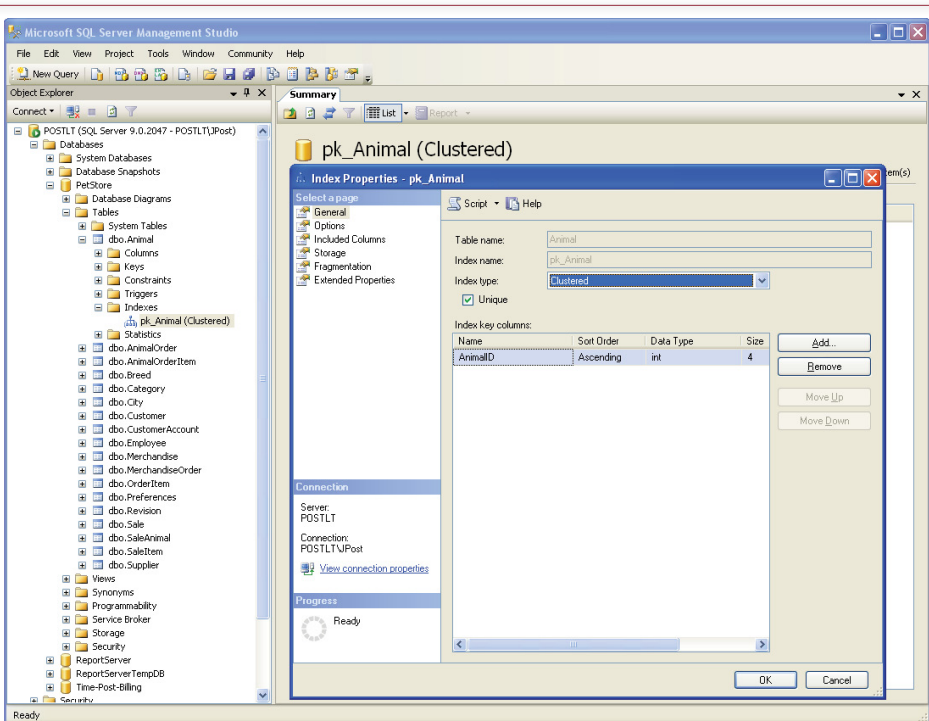 Microsoft SQL Server Management Studio
File Edit View Project Tools Window Community Help
New Query
Object Explorer
Connect
POSTLT (SQL Server 9.0.2047 - POSTLT\JPost)
Databases
System Databases
Database Snapshots
PetStore
Database Diagrams
Tables
System Tables
dbo.Animal
Columns
Keys
Constraints
Triggers
Indexes
pk_Animal (Clustered)
Statistics
dbo.AnimalOrder
dbo.AnimalOrderItem
dbo.Breed
dbo.Category
dbo.City
dbo.Customer
dbo.CustomerAccount
dbo.Employee
dbo.Merchandise
dbo.MerchandiseOrder
dbo.OrderItem
dbo.Preferences
dbo.Revision
dbo.Sale
dbo.SaleAnimal
dbo.SaleItem
dbo.Supplier
Views
Synonyms
Programmability
Service Broker
Storage
Security
ReportServer
ReportServerTempDB
Time-Post-Billing
Security
Summary
List Report
pk_Animal (Clustered)
tem(s)
Index Properties - pk_Animal
Select a page
General
Options
Included Columns
Storage
Fragmentation
Extended Properties
Connection
Server:
POSTLT
Connection:
POSTLT\JPost
View connection properties
Progress
Ready
Script Help
Table name: Animal
Index name: pk_Animal
Index type: Clustered
Unique
Index key columns:
Name Sort Order Data Type Size
AnimalID Ascending int 4
Add...
Remove
Move Up
Move Down
OK Cancel
Ready